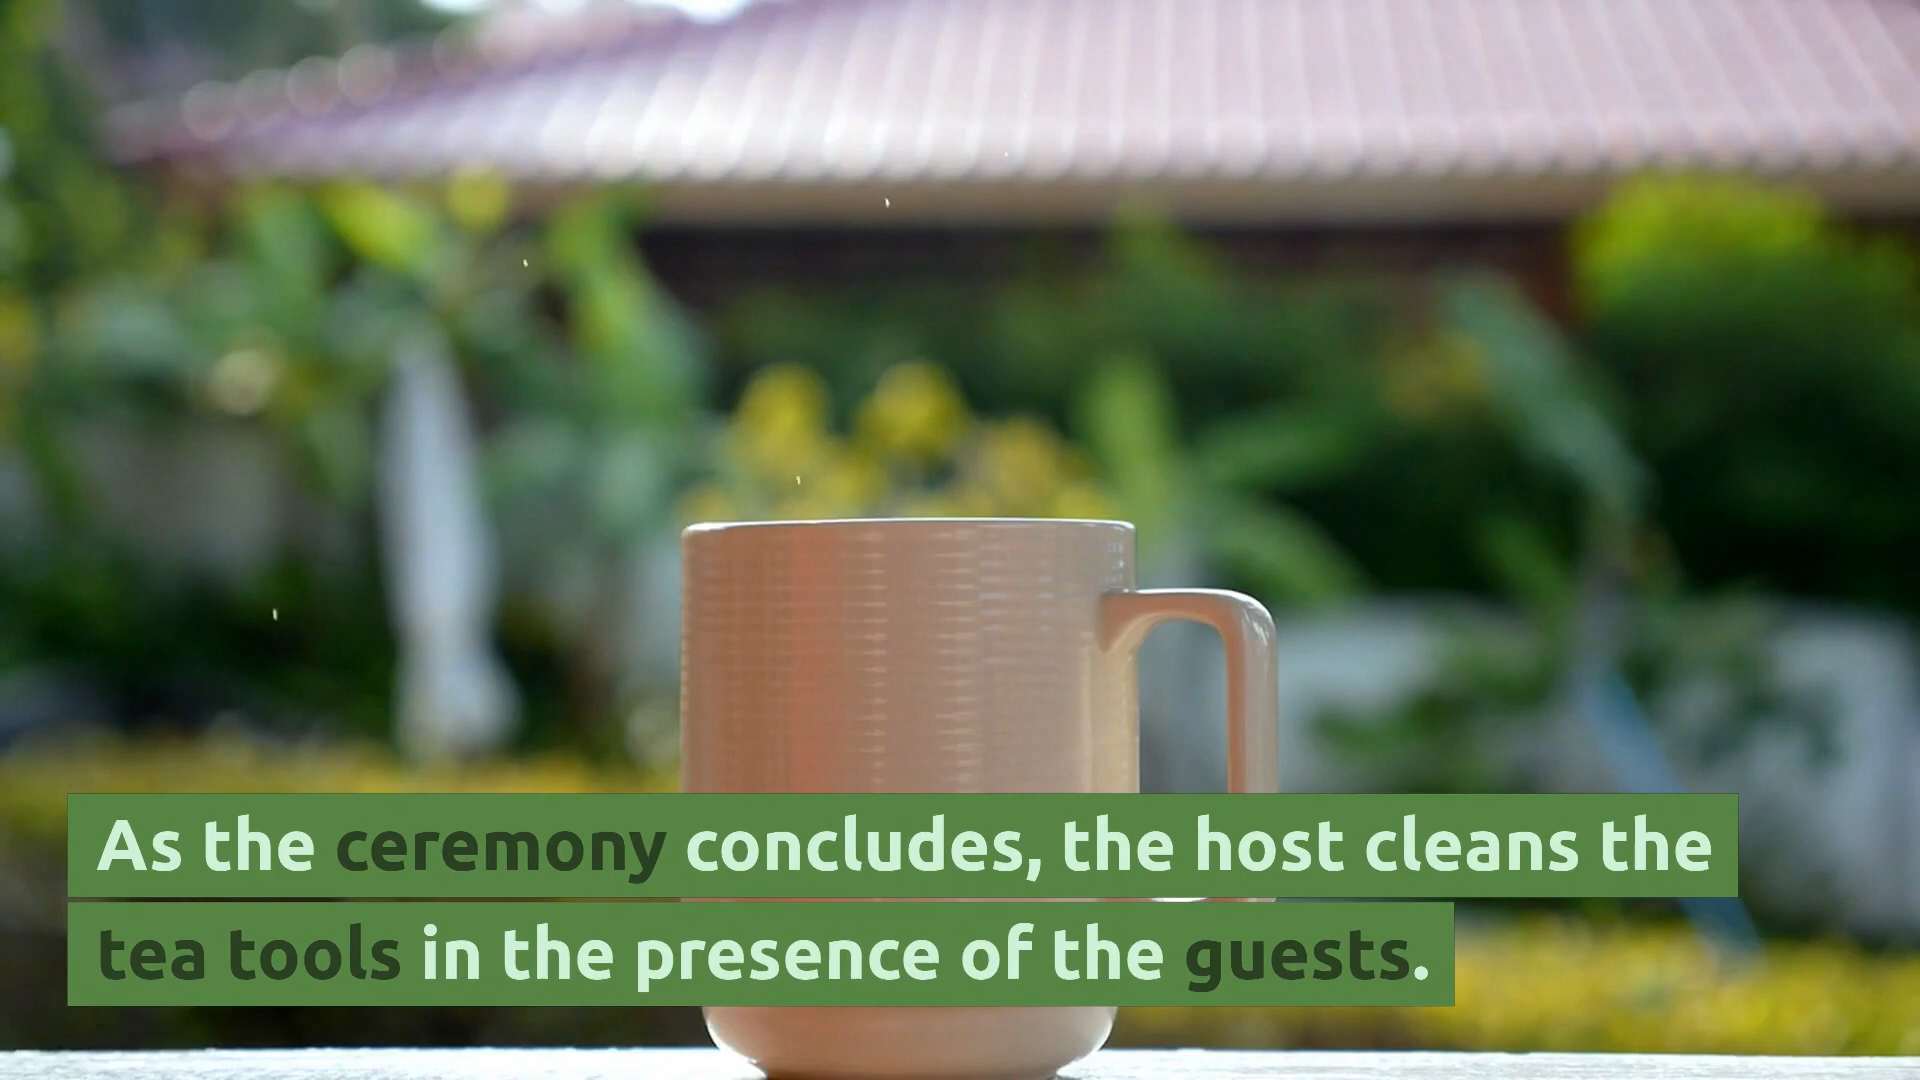 As the ceremony concludes, the host cleans the
tea tools in the presence of the guests.